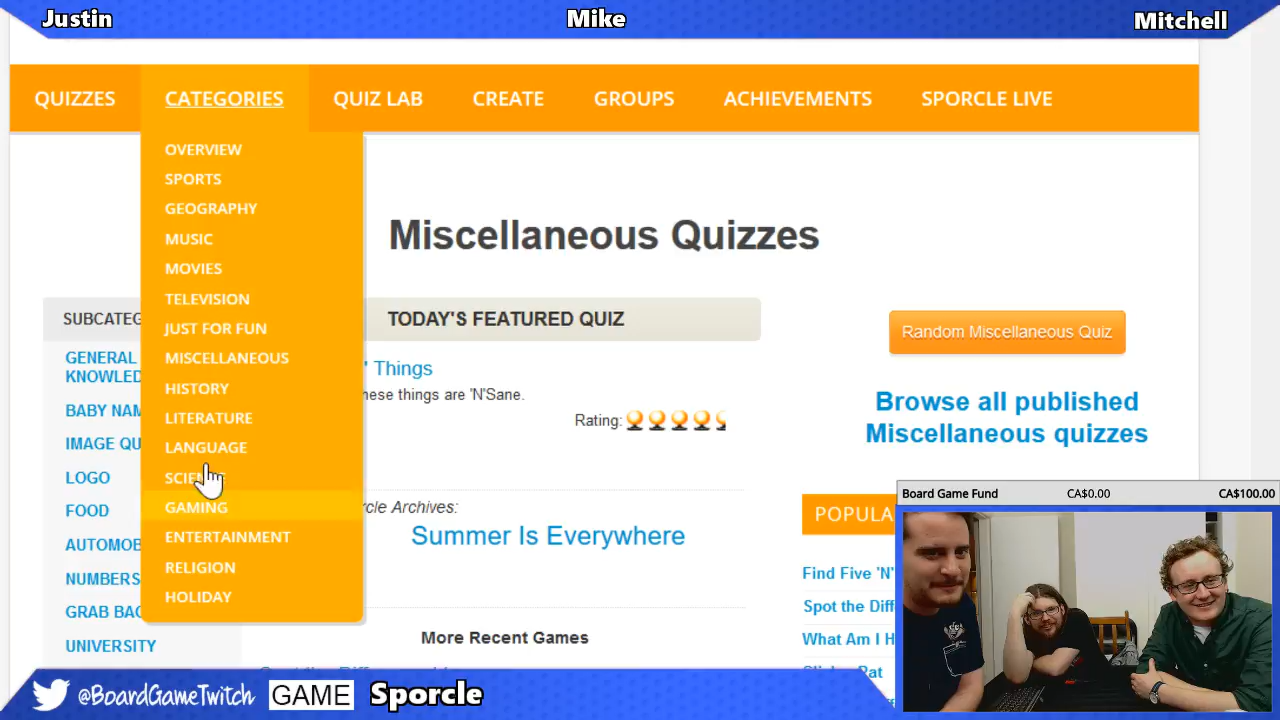 Justin Mike Mitchell
QUIZZES CATEGORIES QUIZ LAB CREATE GROUPS ACHIEVEMENTS SPORCLE LIVE
OVERVIEW
SPORTS
GEOGRAPHY
MUSIC
MOVIES
TELEVISION
JUST FOR FUN
MISCELLANEOUS
HISTORY
LITERATURE
LANGUAGE
GAMING
ENTERTAINMENT
RELIGION
HOLIDAY
Miscellaneous Quizzes
SUBCATEG
GENERAL
KNOWLED
BABY NAM
IMAGE QU
LOGO
FOOD
AUTOMOB
NUMBERS
GRAB BAG
UNIVERSITY
TODAY'S FEATURED QUIZ
' Things
hese things are 'N'Sane.
Rating:
rcle Archives:
Summer Is Everywhere
More Recent Games
Random Miscellaneous Quiz
Browse all published
Miscellaneous quizzes
POPULA
Find Five 'N'
Spot the Diff
What Am I H
Board Game Fund CA$0.00 CA$100.00
@BoardGameTwitch GAME Sporcle